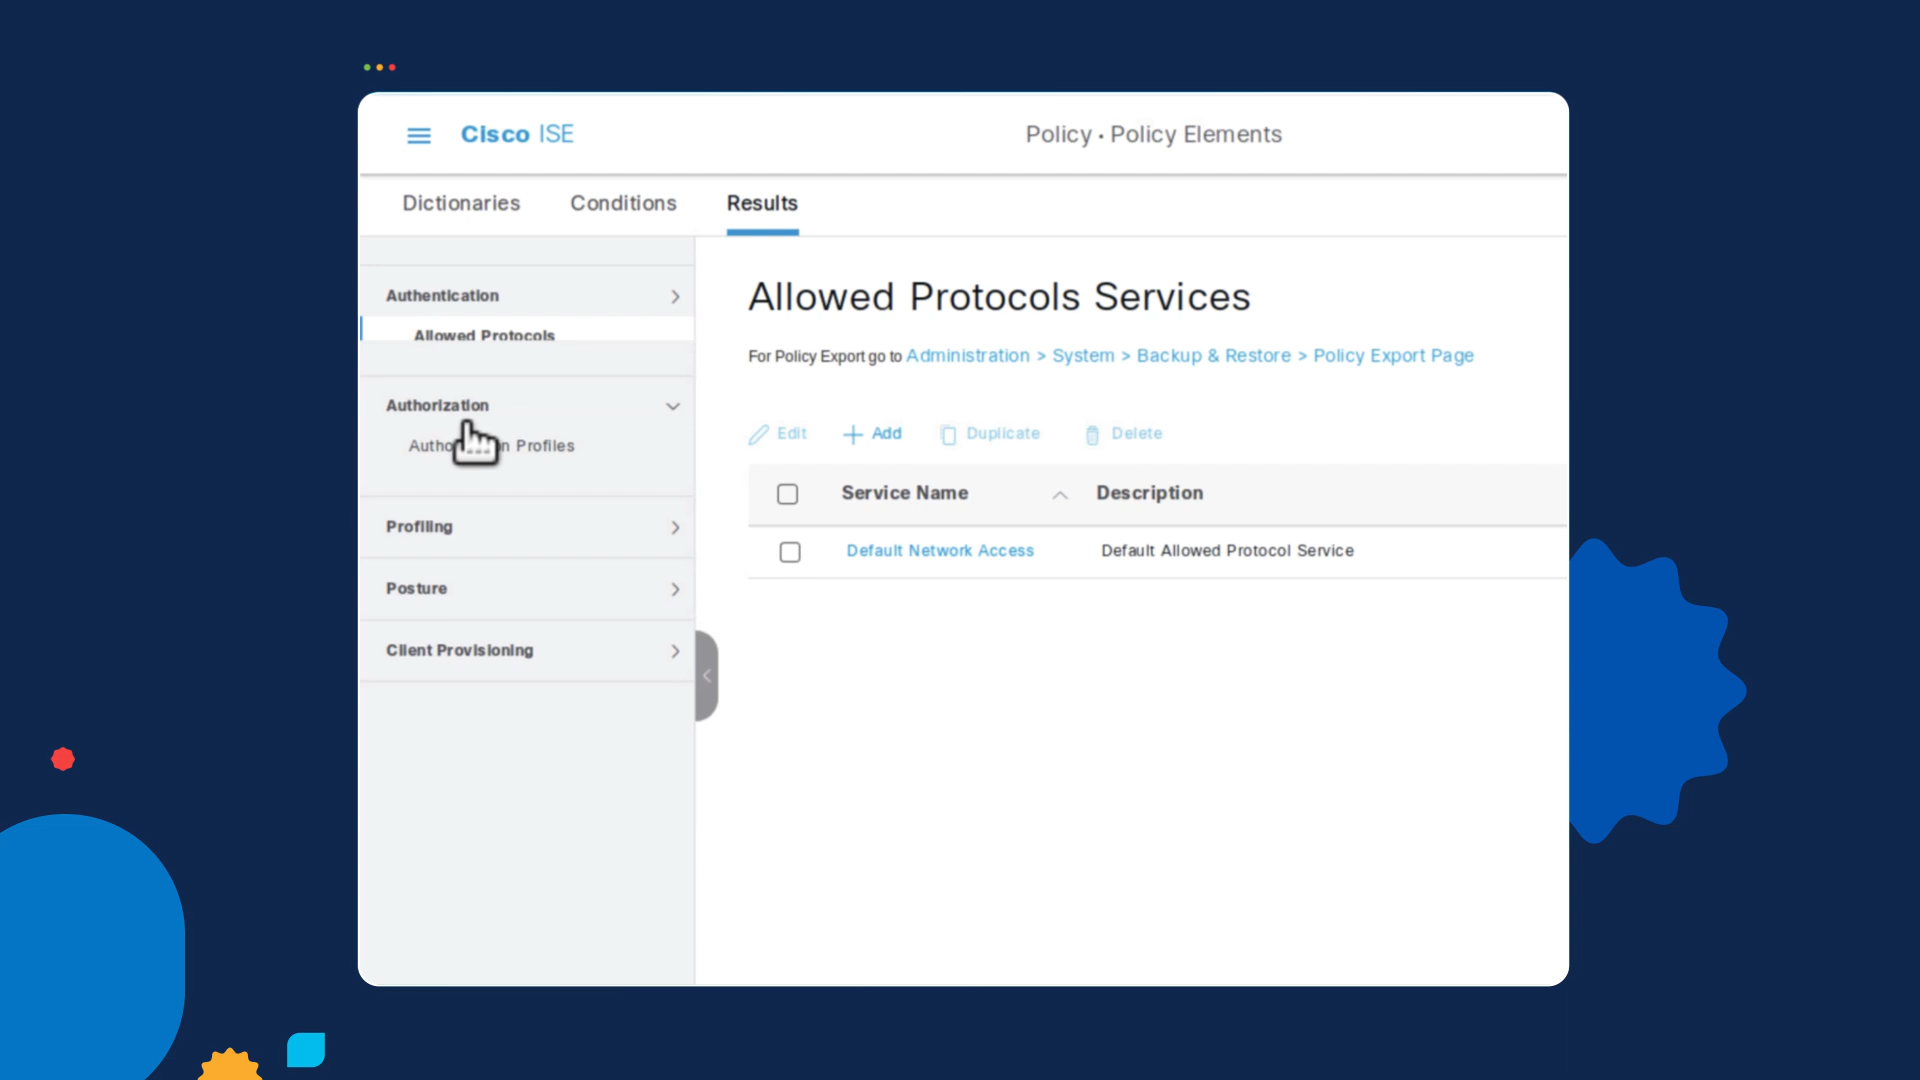 Cisco ISE
Policy • Policy Elements
Dictionaries Conditions Results
Authentication
Allowed Protocols
Authorization
Profiles
Profiling
Posture
Client Provisioning
Allowed Protocols Services
For Policy Export go to Administration > System > Backup & Restore > Policy Export Page
Edit Add Duplicate Delete
Service Name Description
Default Network Access Default Allowed Protocol Service